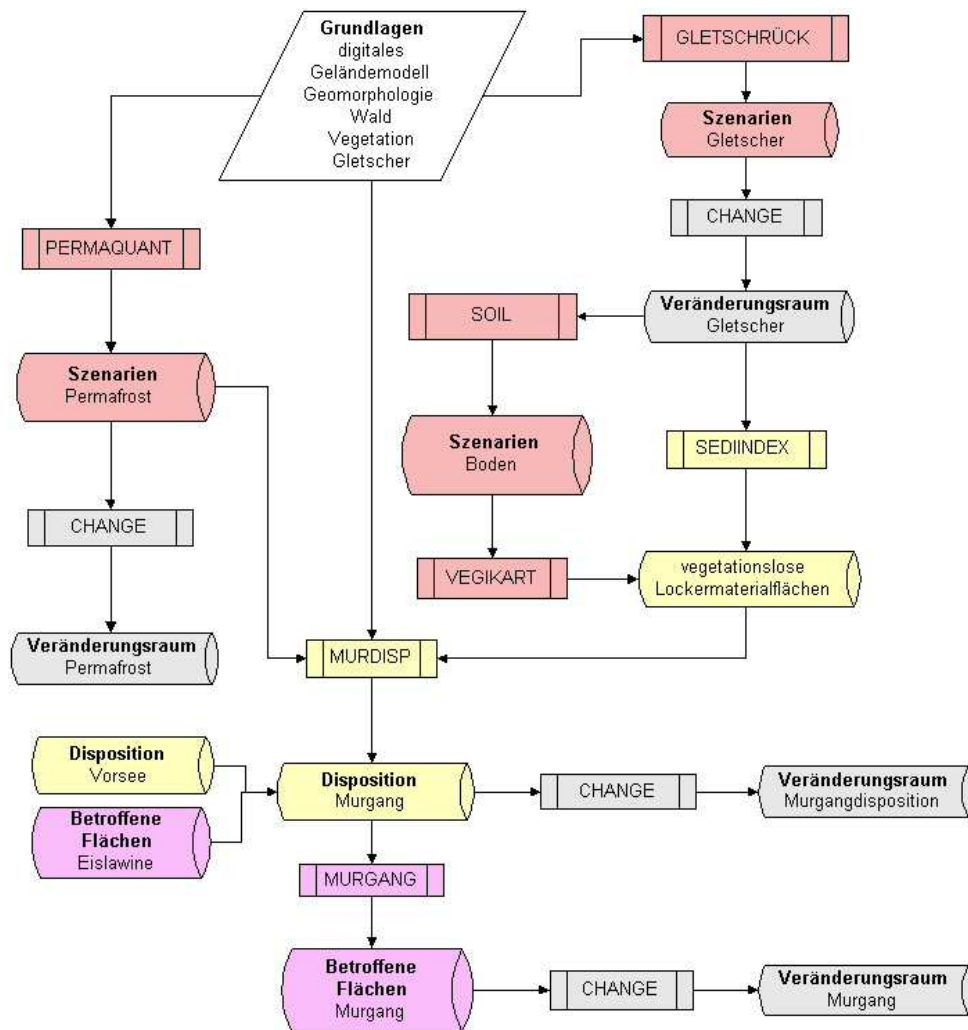 Grundlagen
digitales
Geländemodell
Geomorphologie
Wald
Vegetation
Gletscher
GLETSCHRÜCK
Szenarien
Gletscher
CHANGE
PERMAQUANT
Veränderungsraum
Gletscher
SOIL
Szenarien
Permafrost
Szenarien
Boden
SEDIINDEX
CHANGE
VEGIKART
vegetationslose
Lockermaterialflächen
Veränderungsraum
Permafrost
MURDISP
Disposition
Vorsee
Betroffene
Flächen
Eislawine
Disposition
Murgang
CHANGE
Veränderungsraum
Murgangdisposition
MURGANG
Betroffene
Flächen
Murgang
CHANGE
Veränderungsraum
Murgang